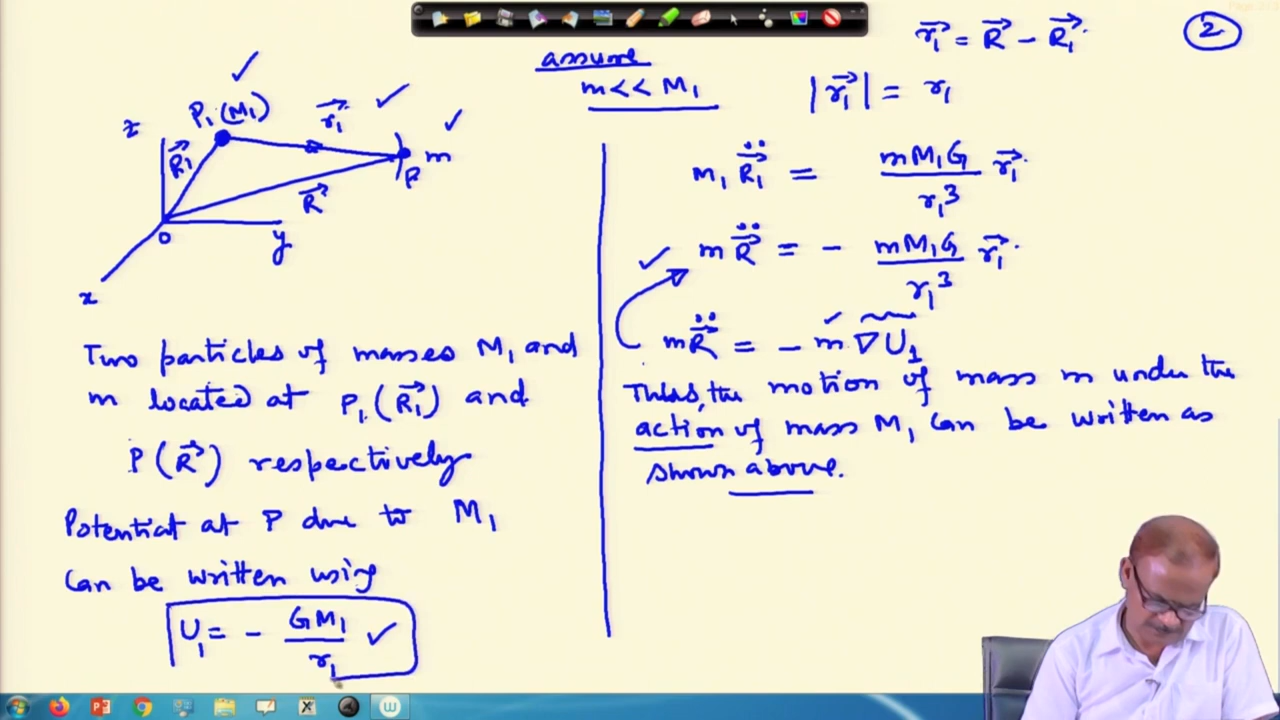 r⃗₁ = R⃗ − R⃗₁
2
assume
m << M₁
|r⃗₁| = r₁
P₁(M₁)
r⃗₁
z
R⃗₁
m
P
R⃗
O
y
x
m₁ R̈⃗₁ = mM₁G/r₁³ r⃗₁
m R̈⃗ = − mM₁G/r₁³ r⃗₁
m R̈⃗ = − m ∇U₁
Two particles of masses M₁ and
m located at P₁(R⃗₁) and
P(R⃗) respectively
Potential at P due to M₁
can be written using
U₁ = − GM₁/r₁
Thus, the motion of mass m under the
action of mass M₁ can be written as
shown above.